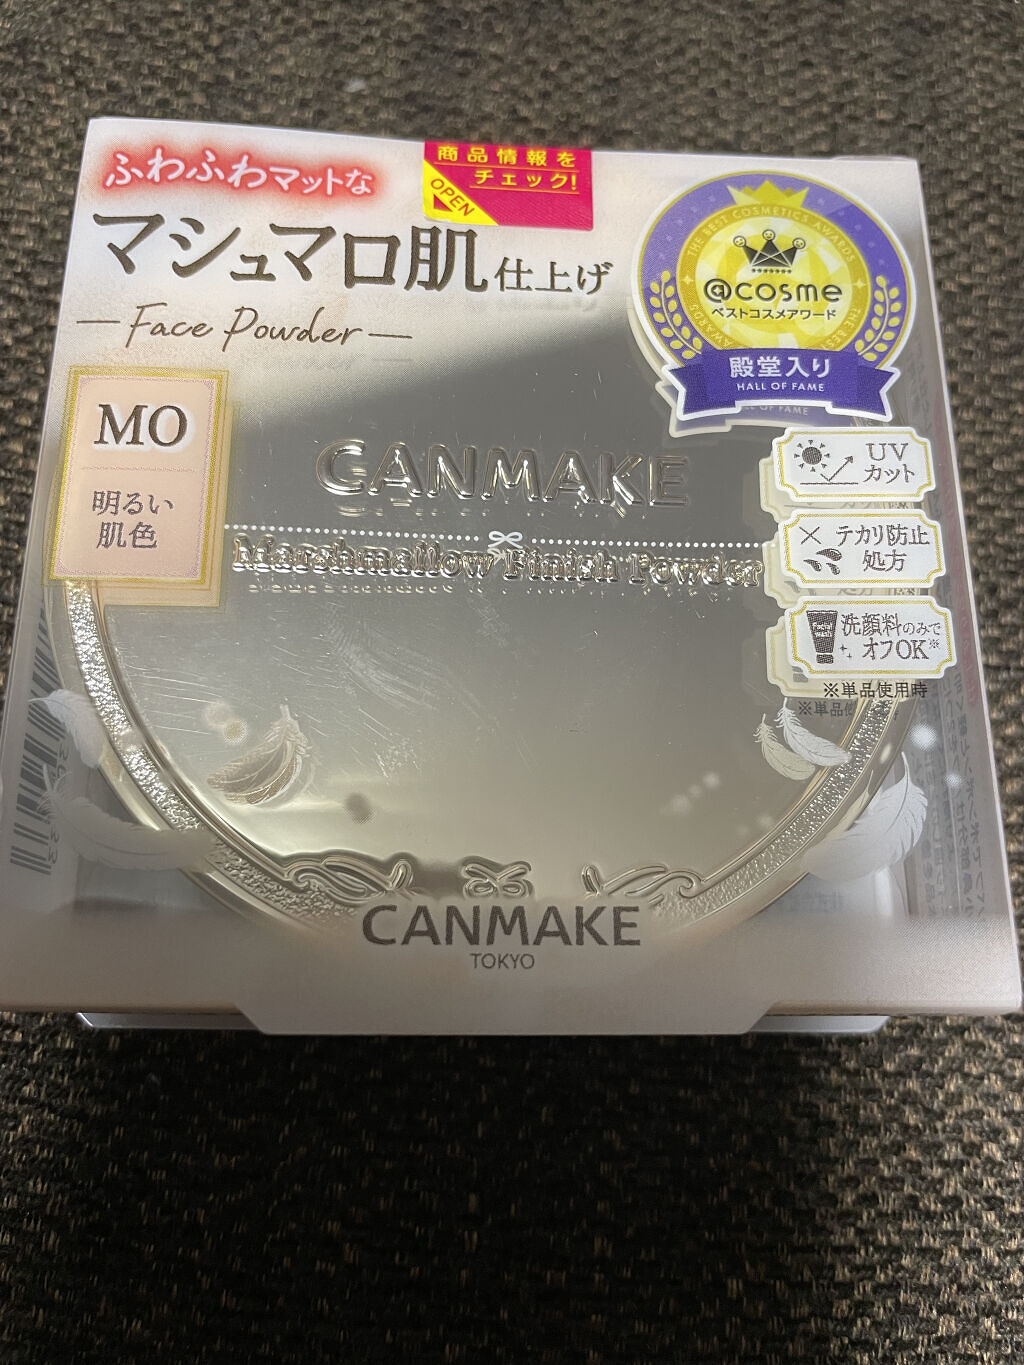 ふわふわマットな
マシュマロ肌仕上げ
Face Powder
商品情報を
チェック!
OPEN
THE BEST COSMETICS AWARDS
@cosme
ベストコスメアワード
殿堂入り
HALL OF FAME
MO
明るい
肌色
CANMAKE
Marshmallow Finish Powder
UV
カット
テカリ防止
処方
Facial
wash
洗顔料のみで
オフOK※
※単品使用時
CANMAKE
TOKYO